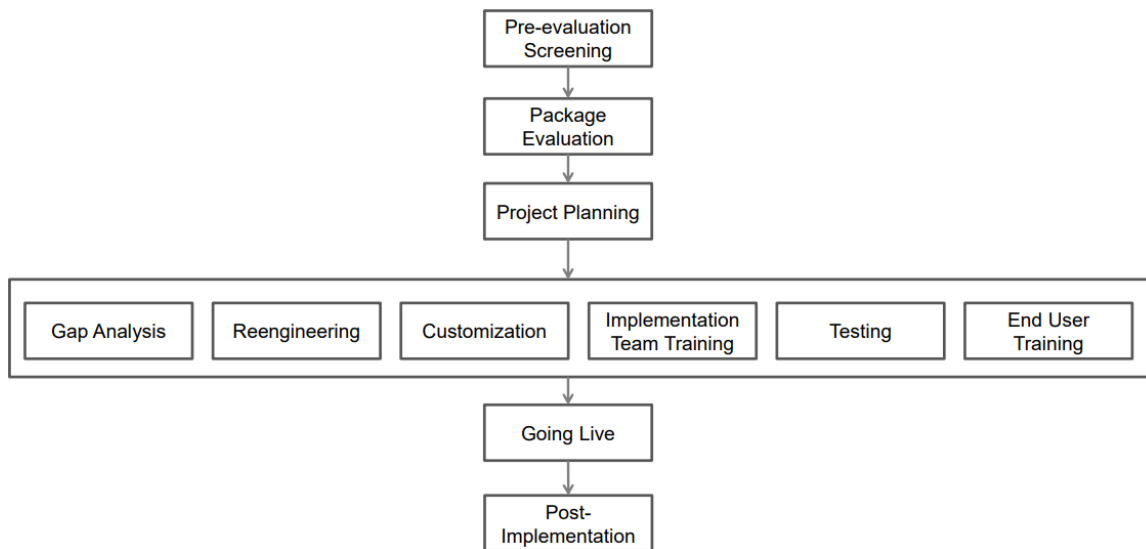 Pre-evaluation
Screening
Package
Evaluation
Project Planning
Gap Analysis
Reengineering
Customization
Implementation
Team Training
Testing
End User
Training
Going Live
Post-
Implementation